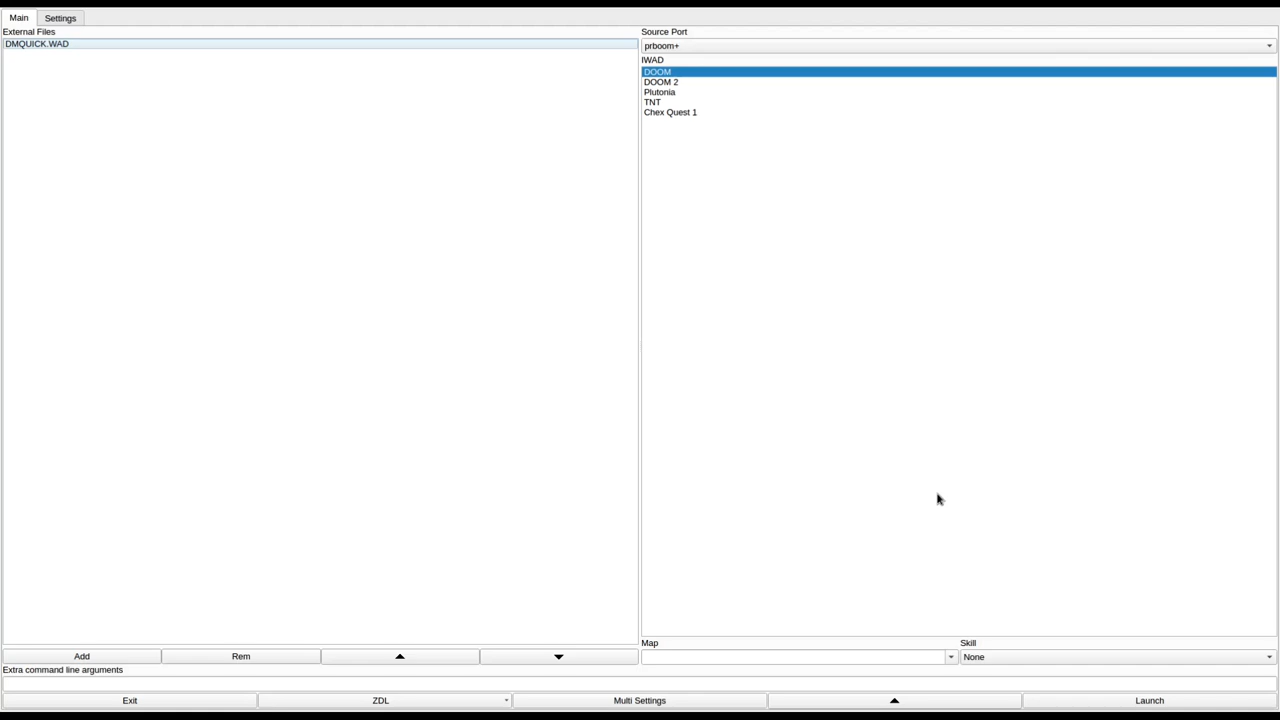 Main Settings
External Files
DMQUICK.WAD
Source Port
prboom+
IWAD
DOOM
DOOM 2
Plutonia
TNT
Chex Quest 1
Map Skill
None
Add Rem
Extra command line arguments
Exit ZDL Multi Settings Launch